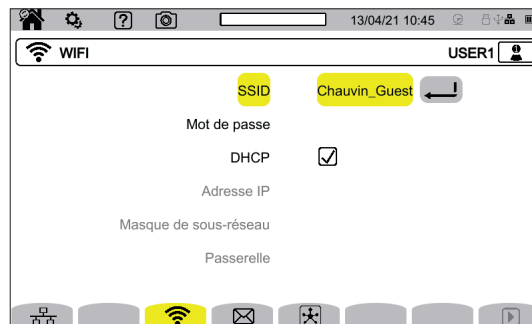 13/04/21 10:45
WIFI USER1
SSID Chauvin_Guest
Mot de passe
DHCP
Adresse IP
Masque de sous-réseau
Passerelle